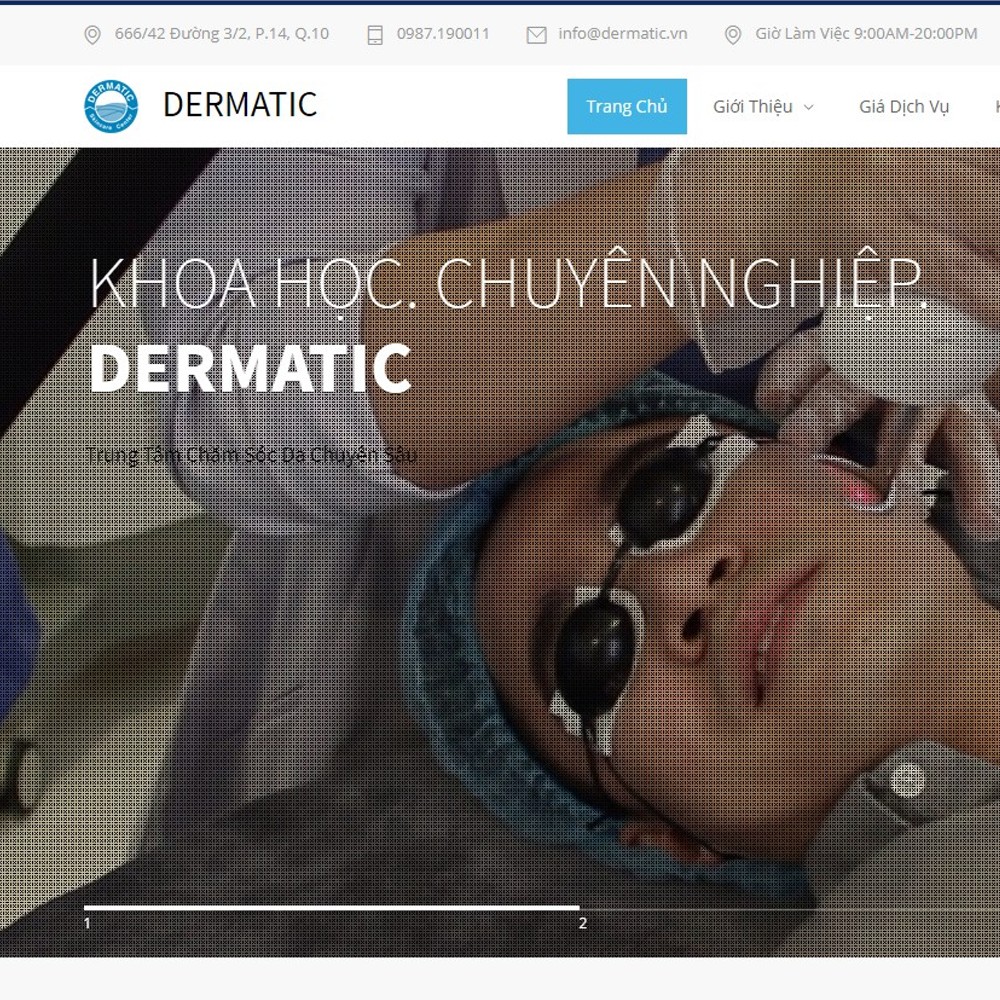 666/42 Đường 3/2, P.14, Q.10
0987.190011
info@dermatic.vn
Giờ Làm Việc 9:00AM-20:00PM
DERMATIC
Skincare Center
DERMATIC
Trang Chủ
Giới Thiệu
Giá Dịch Vụ
KHOA HỌC. CHUYÊN NGHIỆP.
DERMATIC
Trung Tâm Chăm Sóc Da Chuyên Sâu
1
2